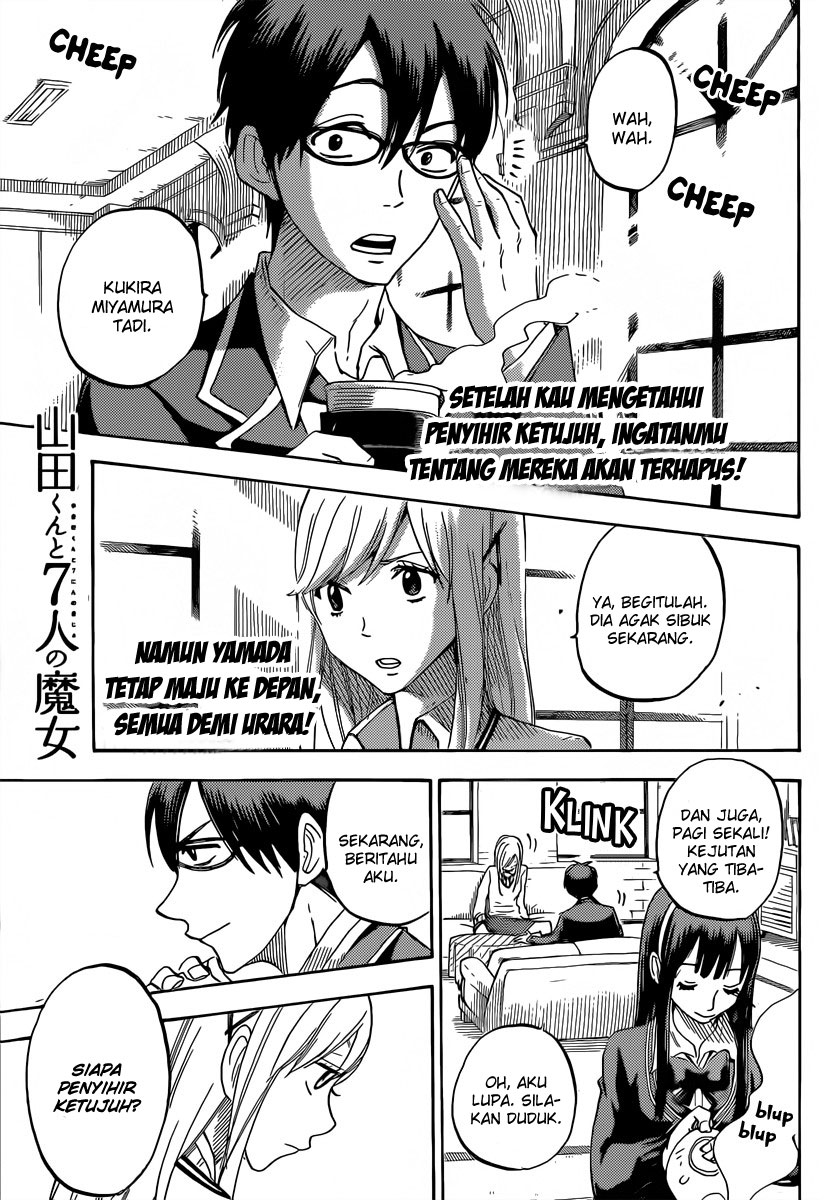 CHEEP
CHEEP
CHEEP
WAH,
WAH.
KUKIRA
MIYAMURA
TADI.
SETELAH KAU MENGETAHUI
PENYIHIR KETUJUH, INGATANMU
TENTANG MEREKA AKAN TERHAPUS!
山田くんと7人の魔女
YA, BEGITULAH.
DIA AGAK SIBUK
SEKARANG.
NAMUN YAMADA
TETAP MAJU KE DEPAN,
SEMUA DEMI URARA!
DAN JUGA,
PAGI SEKALI!
KEJUTAN
YANG TIBA-
TIBA.
KLINK
OH, AKU
LUPA. SILA-
KAN DUDUK.
blup
blup
SEKARANG,
BERITAHU
AKU.
SIAPA
PENYIHIR
KETUJUH?